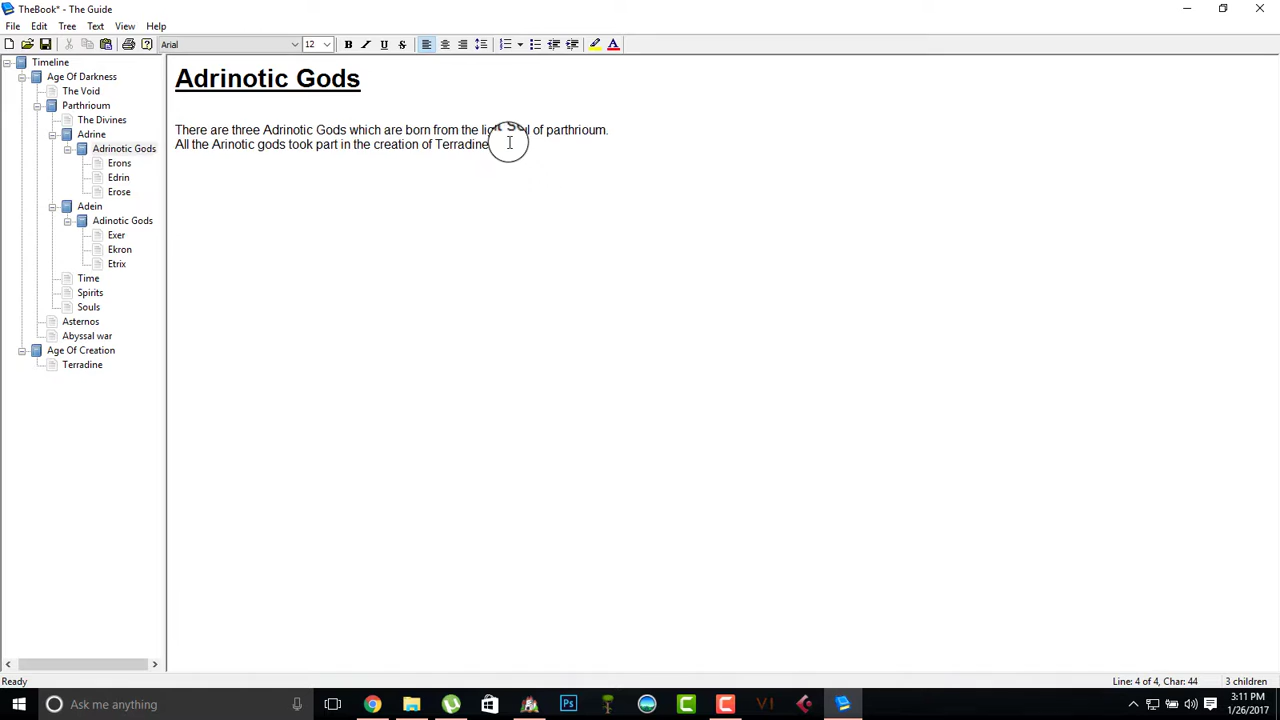 TheBook* - The Guide
File Edit Tree Text View Help
Arial 12 B I U S A
Timeline
Age Of Darkness
The Void
Parthrioum
The Divines
Adrine
Adrinotic Gods
Erons
Edrin
Erose
Adein
Adinotic Gods
Exer
Ekron
Etrix
Time
Spirits
Souls
Asternos
Abyssal war
Age Of Creation
Terradine
Adrinotic Gods
There are three Adrinotic Gods which are born from the of parthrioum.
All the Arinotic gods took part in the creation of Terradine
Ready
Line: 4 of 4, Char: 44 3 children
Ask me anything
Ps
VI
3:11 PM
1/26/2017